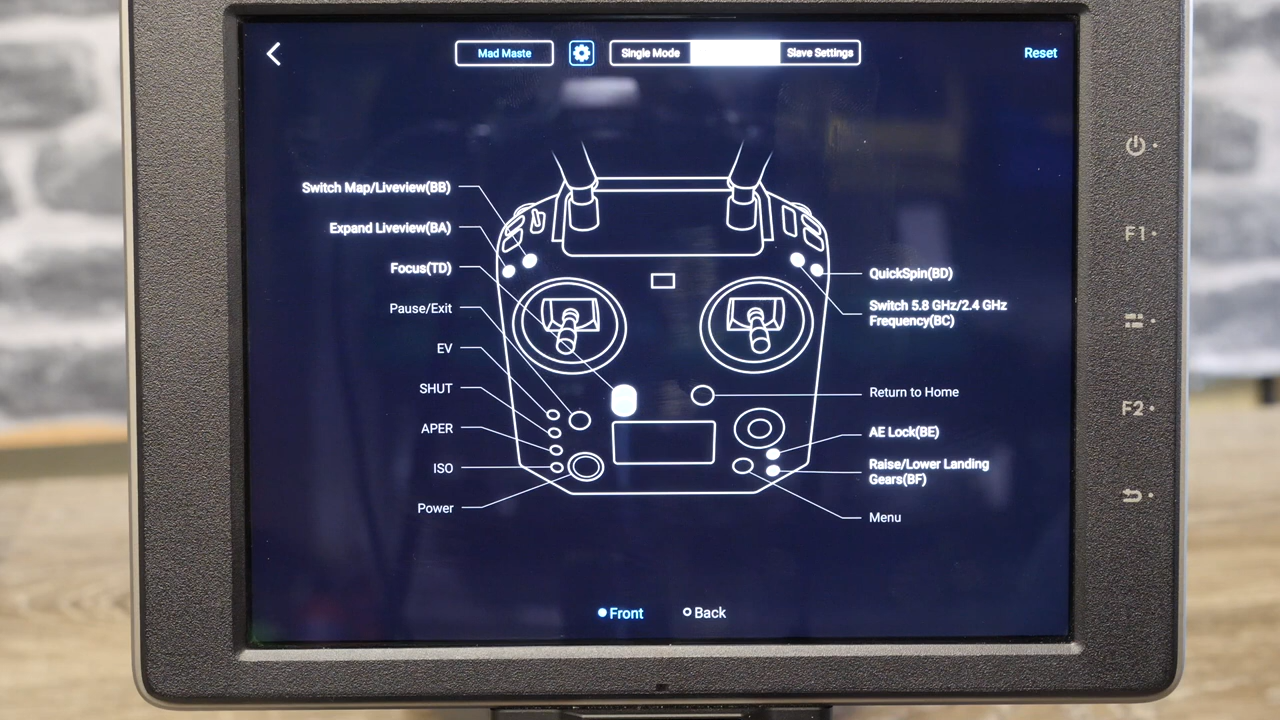 Mad Maste
Single Mode
Slave Settings
Reset
Switch Map/Liveview(BB)
Expand Liveview(BA)
Focus(TD)
Pause/Exit
EV
SHUT
APER
ISO
Power
QuickSpin(BD)
Switch 5.8 GHz/2.4 GHz
Frequency(BC)
Return to Home
AE Lock(BE)
Raise/Lower Landing
Gears(BF)
Menu
Front
Back
F1
F2